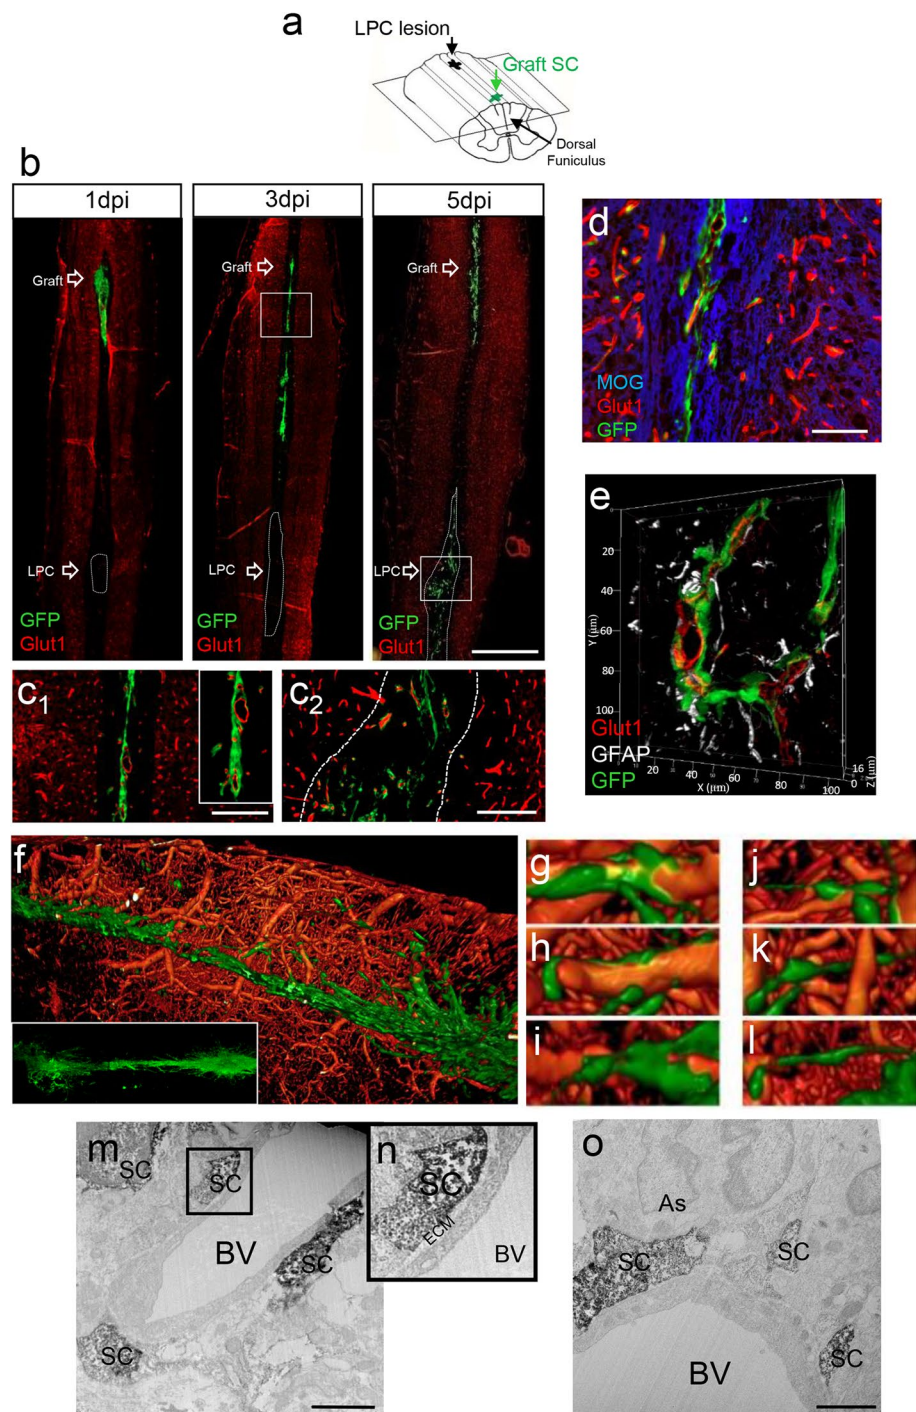 a
LPC lesion
Graft SC
Dorsal
Funiculus
b
1dpi
3dpi
5dpi
Graft
Graft
Graft
LPC
LPC
LPC
GFP
Glut1
GFP
Glut1
GFP
Glut1
c1
c2
d
MOG
Glut1
GFP
e
0
20
40
60
80
100
Y (μm)
Glut1
GFAP
GFP
20
40
60
80
100
X (μm)
16
0
Z (μm)
f
g
h
i
j
k
l
m
SC
SC
SC
SC
BV
n
SC
ECM
BV
o
As
SC
SC
SC
BV